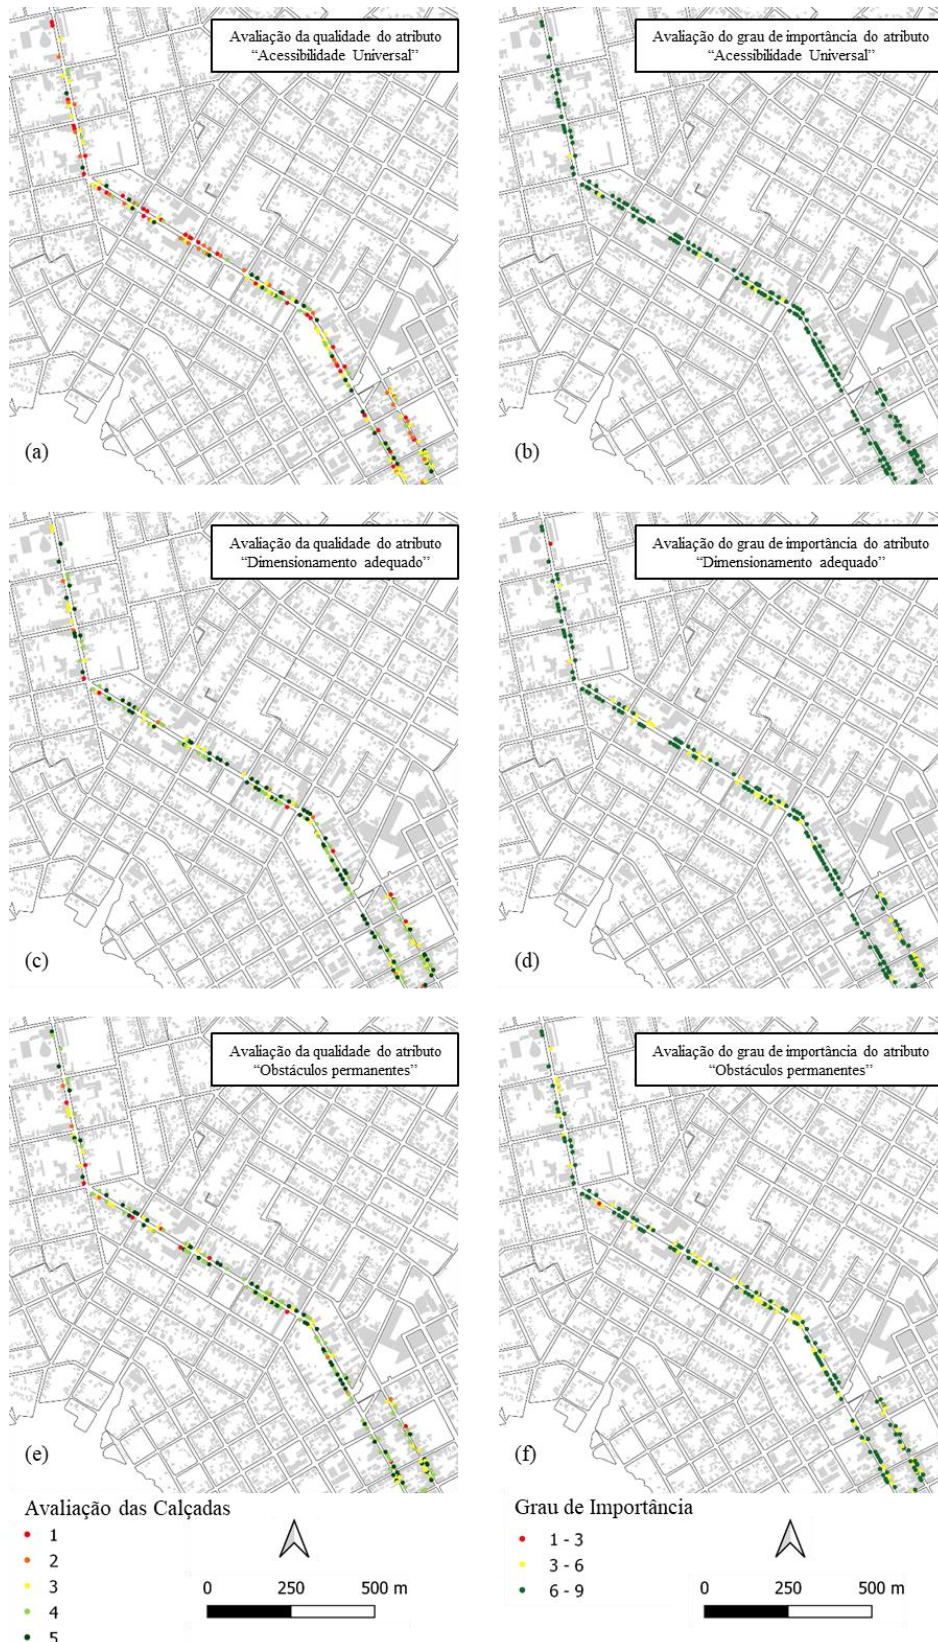 Avaliação da qualidade do atributo
“Acessibilidade Universal”
Avaliação do grau de importância do atributo
“Acessibilidade Universal”
(a)
(b)
Avaliação da qualidade do atributo
“Dimensionamento adequado”
Avaliação do grau de importância do atributo
“Dimensionamento adequado”
(c)
(d)
Avaliação da qualidade do atributo
“Obstáculos permanentes”
Avaliação do grau de importância do atributo
“Obstáculos permanentes”
(e)
(f)
Avaliação das Calçadas
1
2
3
4
5
0 250 500 m
Grau de Importância
1 - 3
3 - 6
6 - 9
0 250 500 m